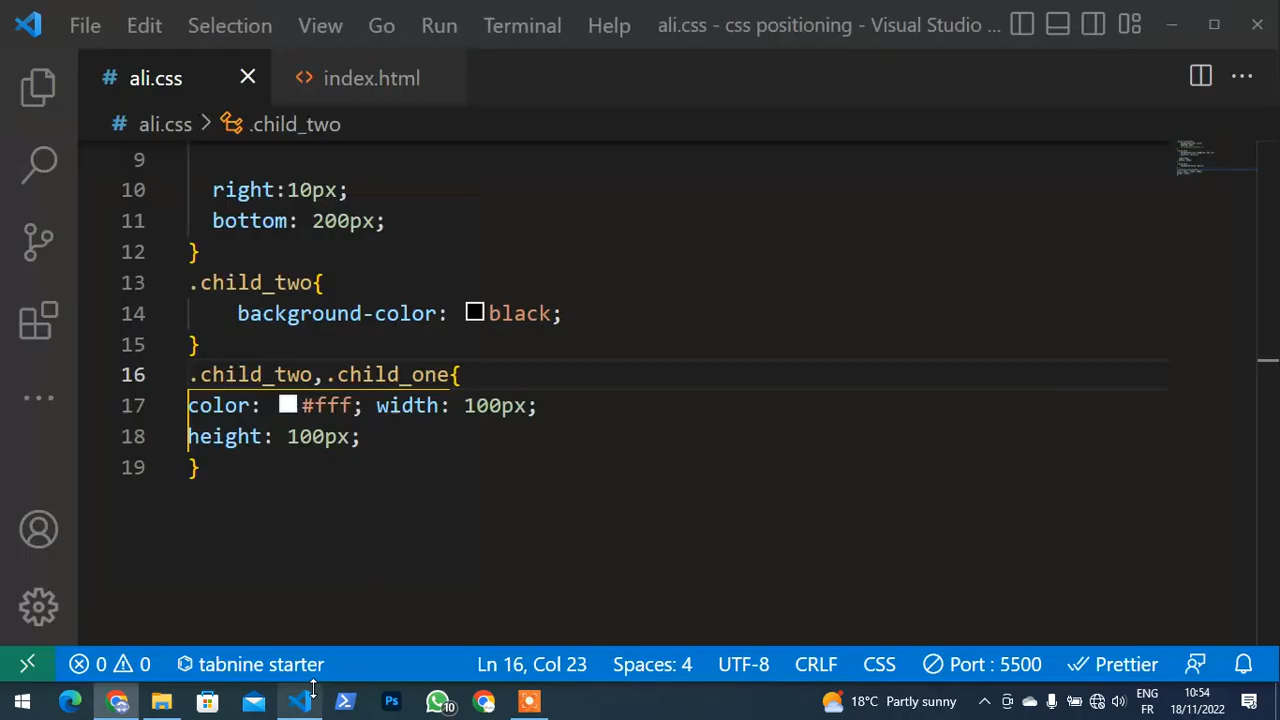 File Edit Selection View Go Run Terminal Help ali.css - css positioning - Visual Studio ...
# ali.css × <> index.html
# ali.css > .child_two
9
10 right:10px;
11 bottom: 200px;
12 }
13 .child_two{
14 background-color: black;
15 }
16 .child_two,.child_one{
17 color: #fff; width: 100px;
18 height: 100px;
19 }
0 0 tabnine starter Ln 16, Col 23 Spaces: 4 UTF-8 CRLF CSS Port : 5500 Prettier
Ps 10 18°C Partly sunny ENG 10:54
FR 18/11/2022